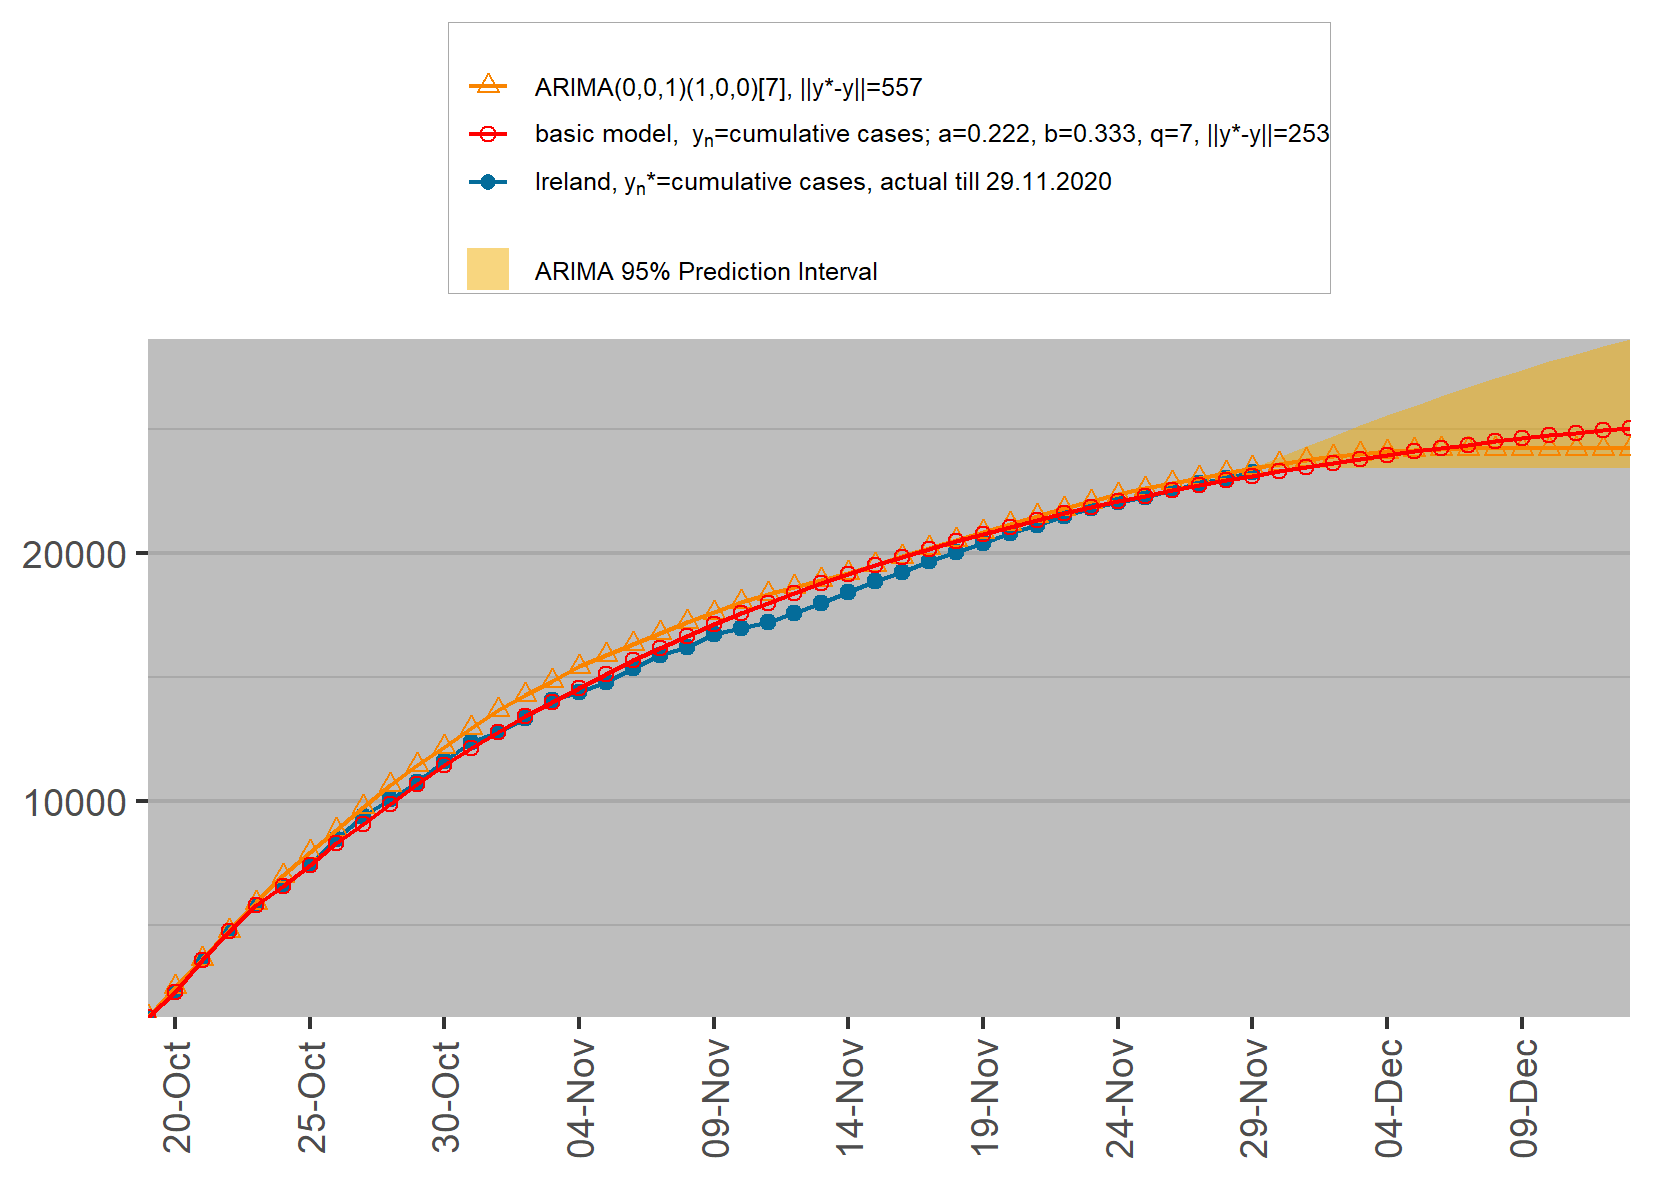 ARIMA(0,0,1)(1,0,0)[7], ||y*-y||=557
basic model,  yn=cumulative cases; a=0.222, b=0.333, q=7, ||y*-y||=253
Ireland, yn*=cumulative cases, actual till 29.11.2020
ARIMA 95% Prediction Interval
20000
10000
20-Oct
25-Oct
30-Oct
04-Nov
09-Nov
14-Nov
19-Nov
24-Nov
29-Nov
04-Dec
09-Dec